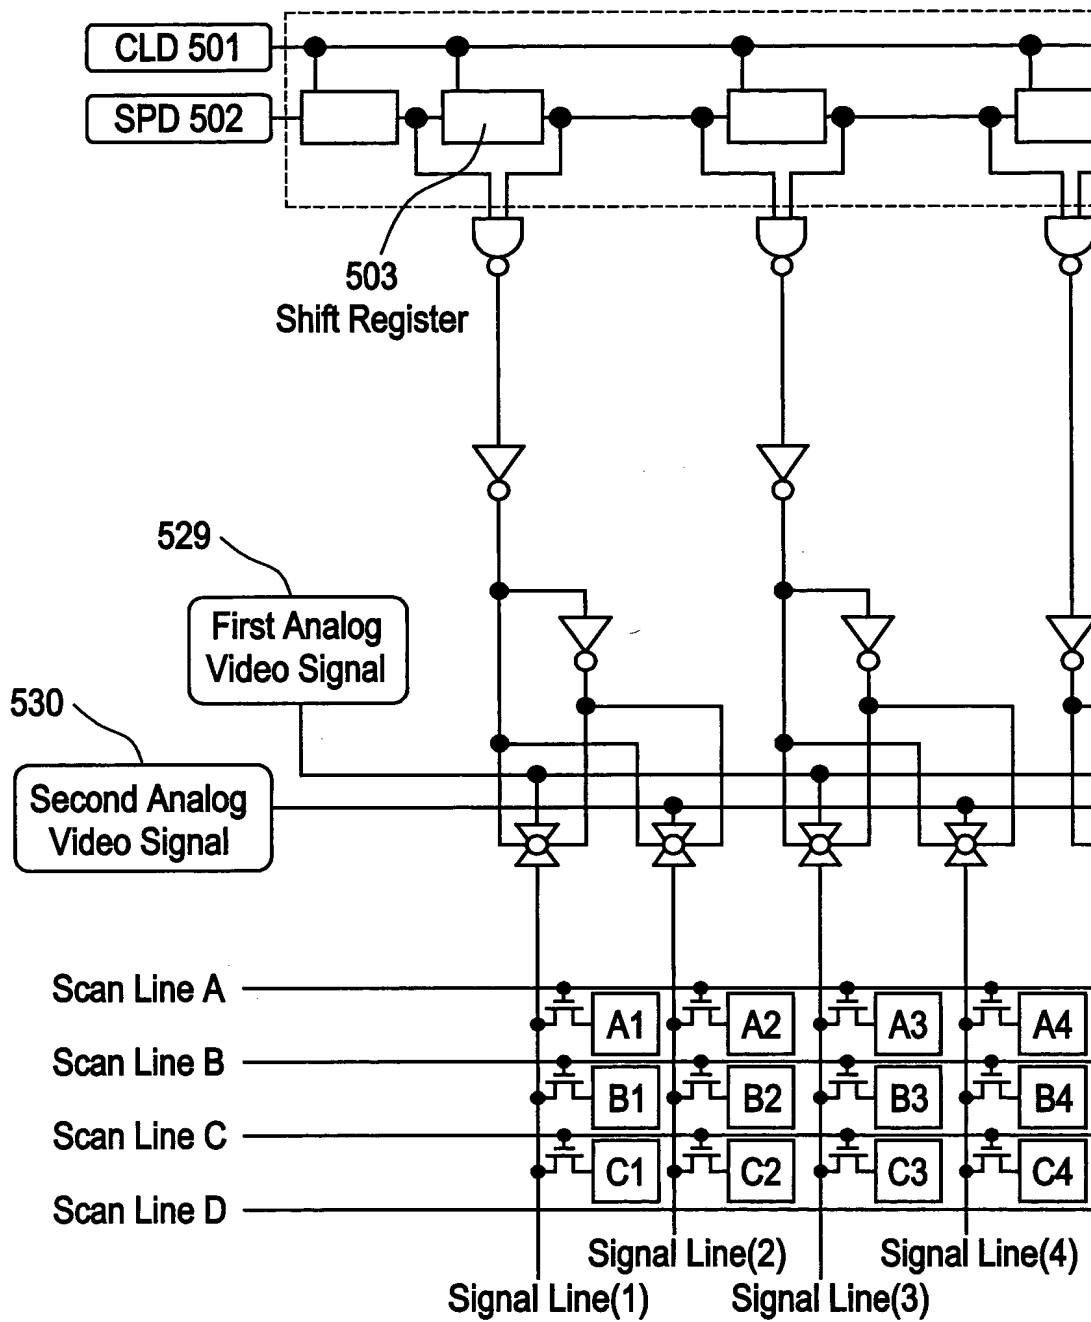 CLD 501
SPD 502
503
Shift Register
529
First Analog
Video Signal
530
Second Analog
Video Signal
Scan Line A
A1 A2 A3 A4
Scan Line B
B1 B2 B3 B4
Scan Line C
C1 C2 C3 C4
Scan Line D
Signal Line(2) Signal Line(4)
Signal Line(1) Signal Line(3)